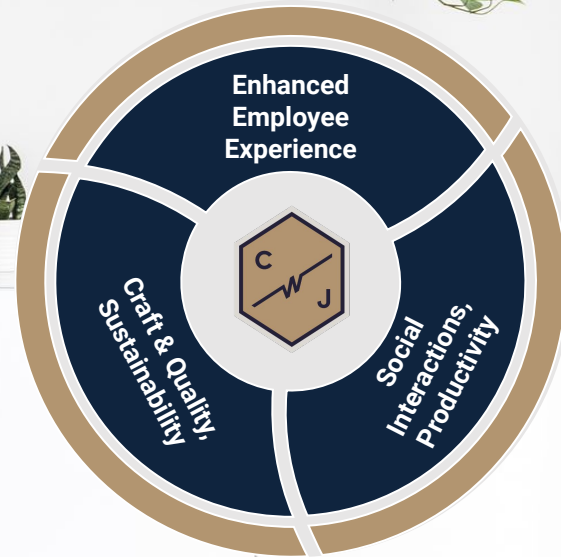 Enhanced
Employee
Experience
C
W
J
Craft & Quality,
Sustainability
Social
Interactions,
Productivity